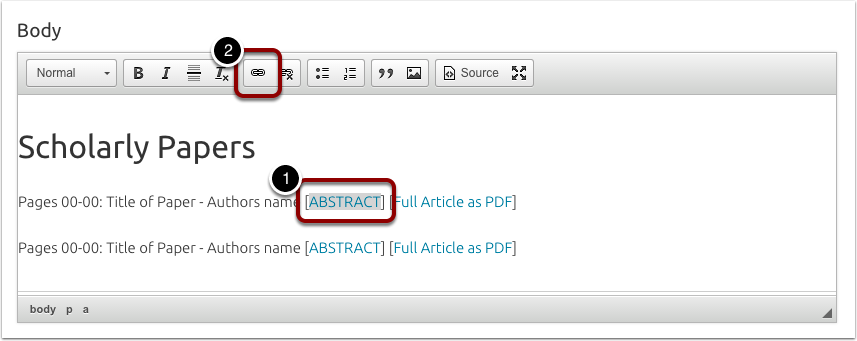 Body
2
Normal B I Tx Source
Scholarly Papers
1
Pages 00-00: Title of Paper - Authors name [ABSTRACT] [Full Article as PDF]
Pages 00-00: Title of Paper - Authors name [ABSTRACT] [Full Article as PDF]
body p a